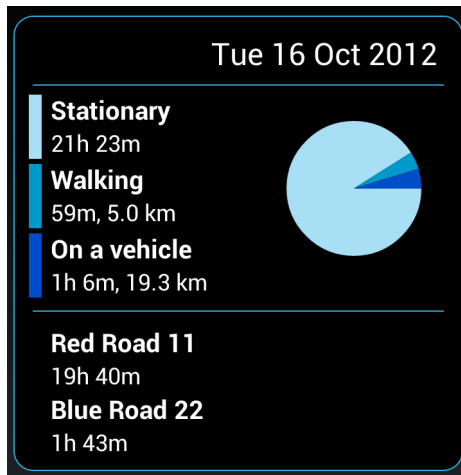 Tue 16 Oct 2012
Stationary
21h 23m
Walking
59m, 5.0 km
On a vehicle
1h 6m, 19.3 km
Red Road 11
19h 40m
Blue Road 22
1h 43m